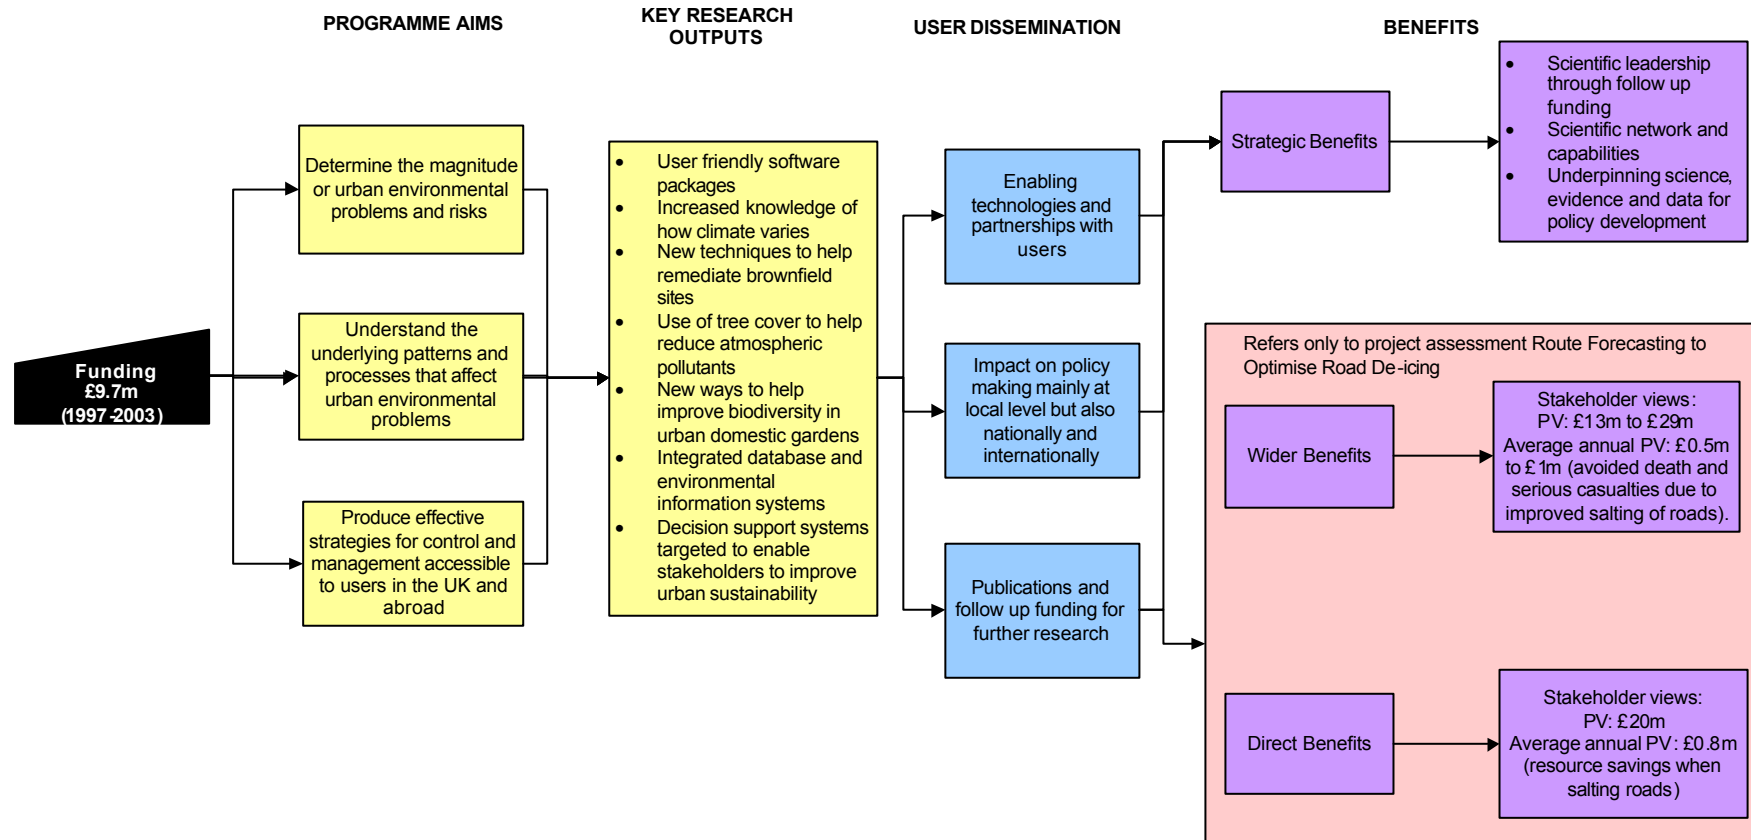 PROGRAMME AIMS
KEY RESEARCH
OUTPUTS
USER DISSEMINATION
BENEFITS
Funding
£9.7m
(1997-2003)
Determine the magnitude
or urban environmental
problems and risks
Understand the
underlying patterns and
processes that affect
urban environmental
problems
Produce effective
strategies for control and
management accessible
to users in the UK and
abroad
• User friendly software
packages
• Increased knowledge of
how climate varies
• New techniques to help
remediate brownfield
sites
• Use of tree cover to help
reduce atmospheric
pollutants
• New ways to help
improve biodiversity in
urban domestic gardens
• Integrated database and
environmental
information systems
• Decision support systems
targeted to enable
stakeholders to improve
urban sustainability
Enabling
technologies and
partnerships with
users
Impact on policy
making mainly at
local level but also
nationally and
internationally
Publications and
follow up funding for
further research
Strategic Benefits
• Scientific leadership
through follow up
funding
• Scientific network and
capabilities
• Underpinning science,
evidence and data for
policy development
Refers only to project assessment Route Forecasting to
Optimise Road De-icing
Wider Benefits
Stakeholder views:
PV: £13m to £29m
Average annual PV: £0.5m
to £1m (avoided death and
serious casualties due to
improved salting of roads).
Direct Benefits
Stakeholder views:
PV: £20m
Average annual PV: £0.8m
(resource savings when
salting roads)